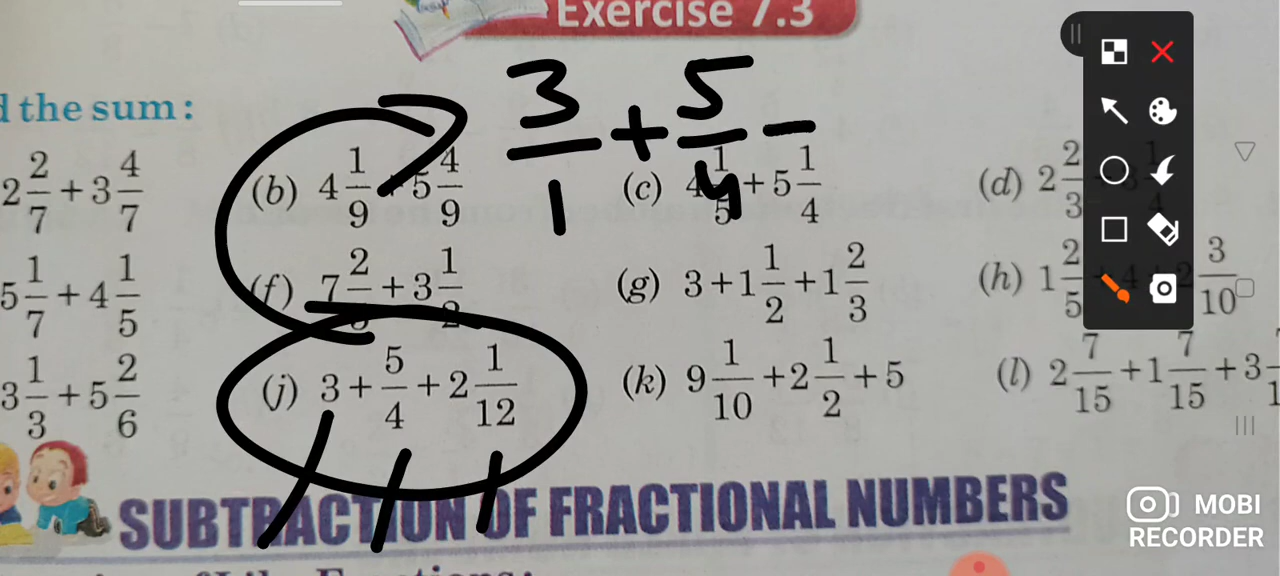 Exercise 7.3
3/1 + 5/4 -
d the sum:
2 2/7 + 3 4/7 (b) 4 1/9 + 5 4/9 (c) 4 1/5 + 5 1/4 (d) 2 2/3
5 1/7 + 4 1/5 (f) 7 2/ + 3 1/2 (g) 3 + 1 1/2 + 1 2/3 (h) 1 2/5 + 4 + 2 3/10
3 1/3 + 5 2/6 (j) 3 + 5/4 + 2 1/12 (k) 9 1/10 + 2 1/2 + 5 (l) 2 7/15 + 1 7/15 + 3
SUBTRACTION OF FRACTIONAL NUMBERS
MOBI
RECORDER